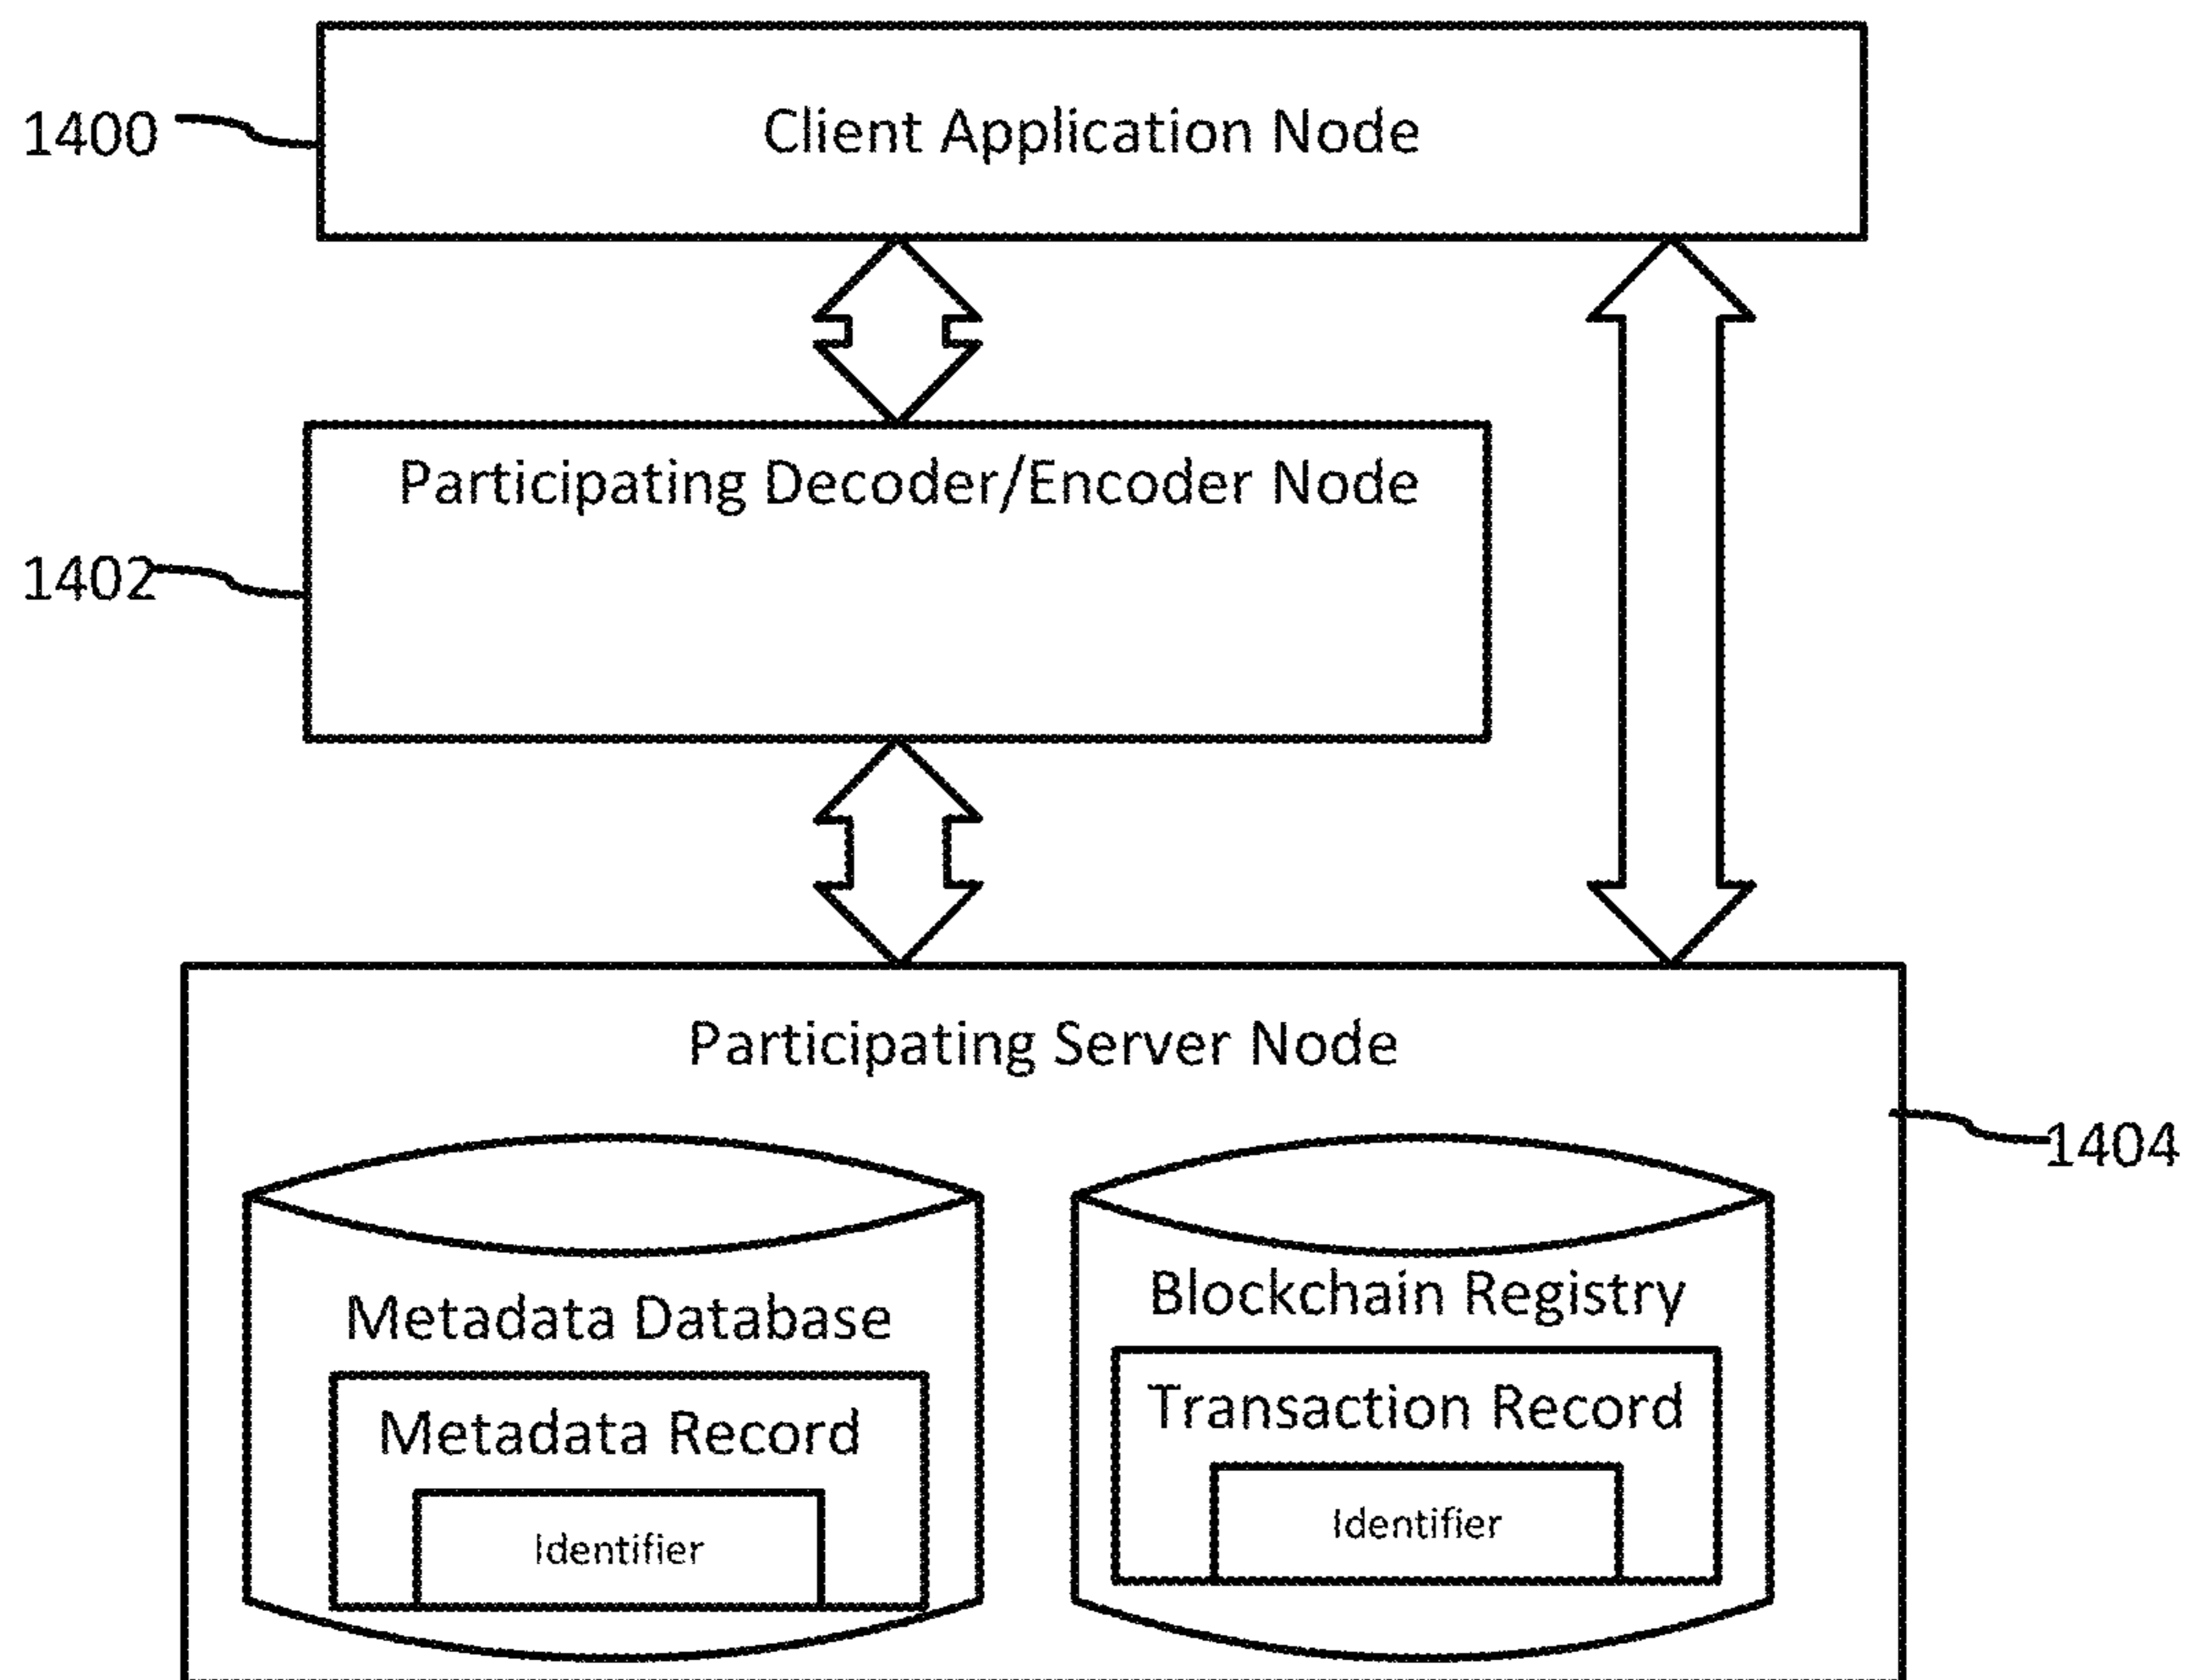 1400
Client Application Node
Participating Decoder/Encoder Node
1402
Participating Server Node
1404
Metadata Database
Metadata Record
Identifier
Blockchain Registry
Transaction Record
Identifier